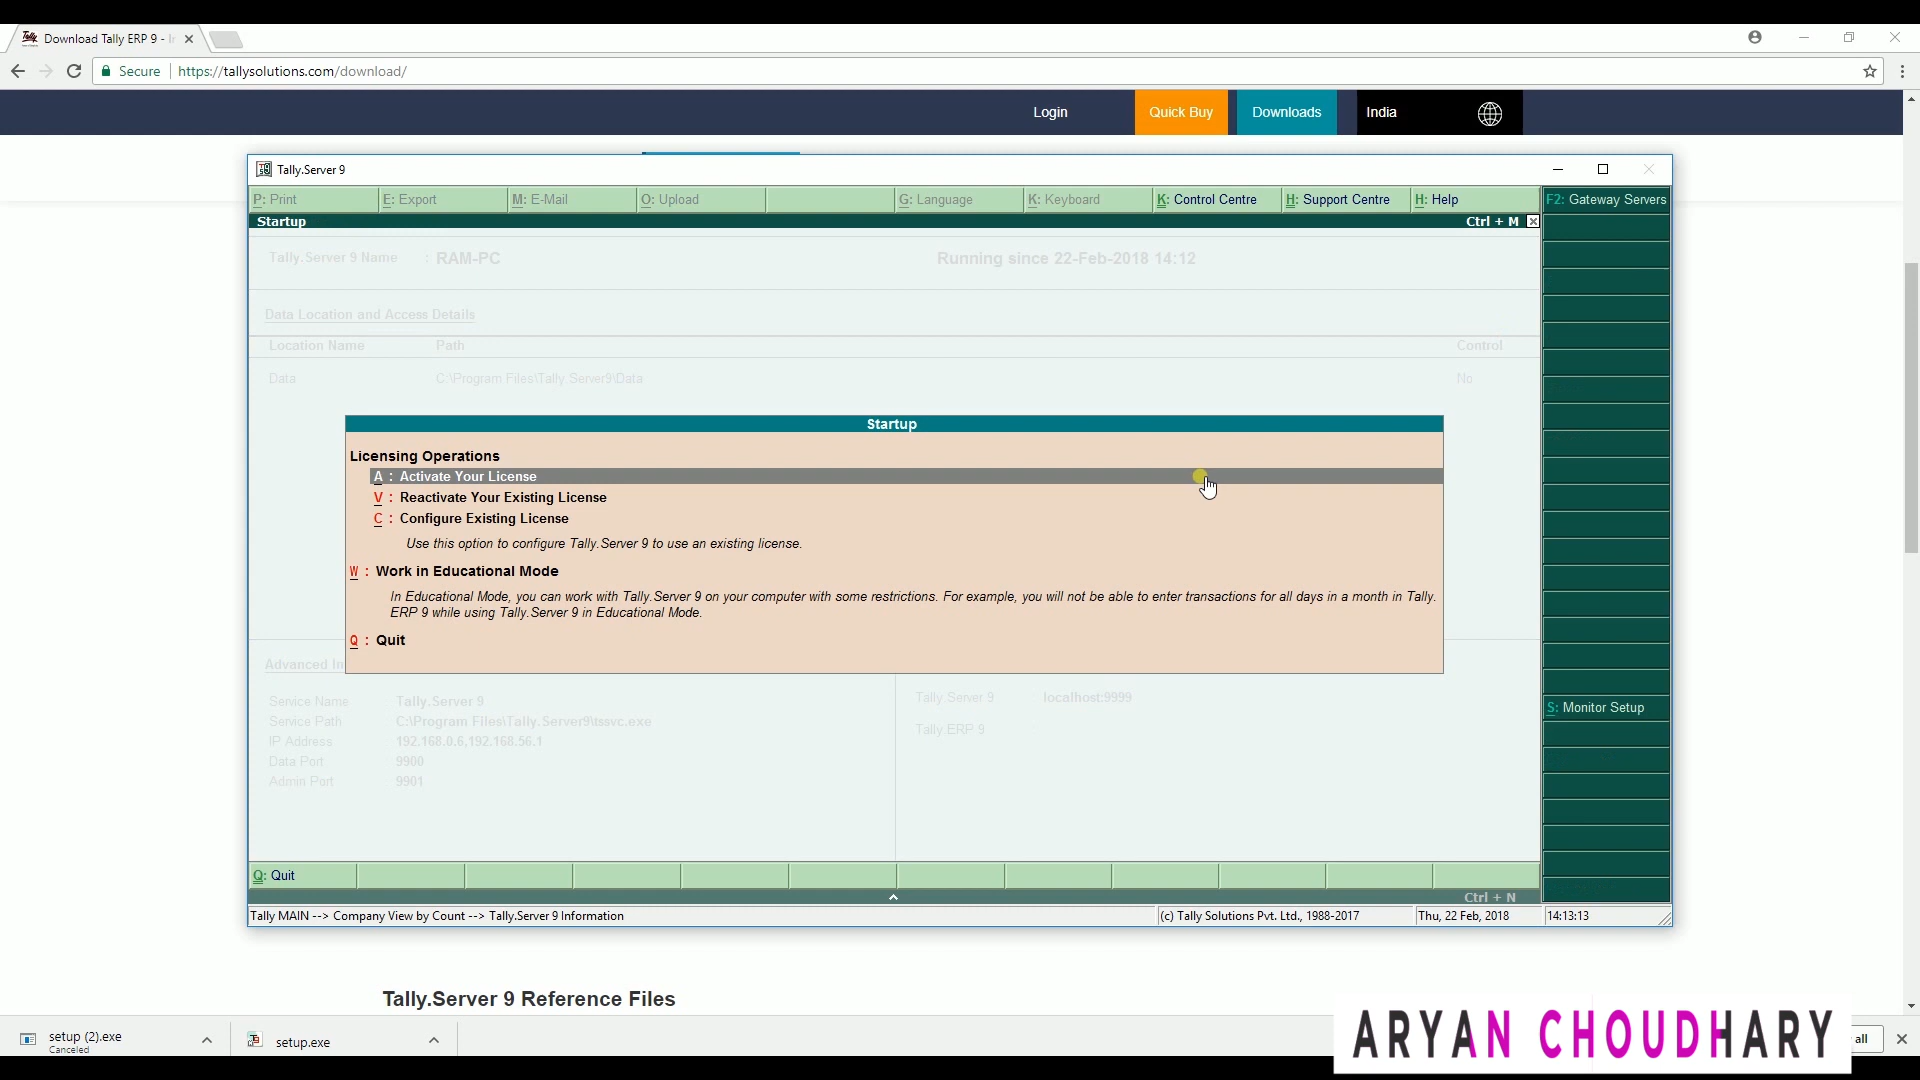 Download Tally ERP 9 - In
Secure https://tallysolutions.com/download/
Login Quick Buy Downloads India
Tally.Server 9
P: Print E: Export M: E-Mail O: Upload G: Language K: Keyboard K: Control Centre H: Support Centre H: Help F2: Gateway Servers
Startup Ctrl + M
Tally.Server 9 Name : RAM-PC Running since 22-Feb-2018 14:12
Data Location and Access Details
Location Name Path Control
Data C:\Program Files\Tally.Server9\Data No
Startup
Licensing Operations
A : Activate Your License
V : Reactivate Your Existing License
C : Configure Existing License
Use this option to configure Tally.Server 9 to use an existing license.
W : Work in Educational Mode
In Educational Mode, you can work with Tally.Server 9 on your computer with some restrictions. For example, you will not be able to enter transactions for all days in a month in Tally.
ERP 9 while using Tally.Server 9 in Educational Mode.
Q : Quit
Advanced In
Service Name Tally.Server 9 Tally.Server 9 localhost:9999
Service Path C:\Program Files\Tally.Server9\tssvc.exe
Tally.ERP 9
IP Address 192.168.0.6,192.168.56.1
Data Port 9900
Admin Port 9901
S: Monitor Setup
Q: Quit
Ctrl + N
Tally MAIN --> Company View by Count --> Tally.Server 9 Information (c) Tally Solutions Pvt. Ltd., 1988-2017 Thu, 22 Feb, 2018 14:13:13
Tally.Server 9 Reference Files
setup (2).exe
Canceled
setup.exe
ARYAN CHOUDHARY
all